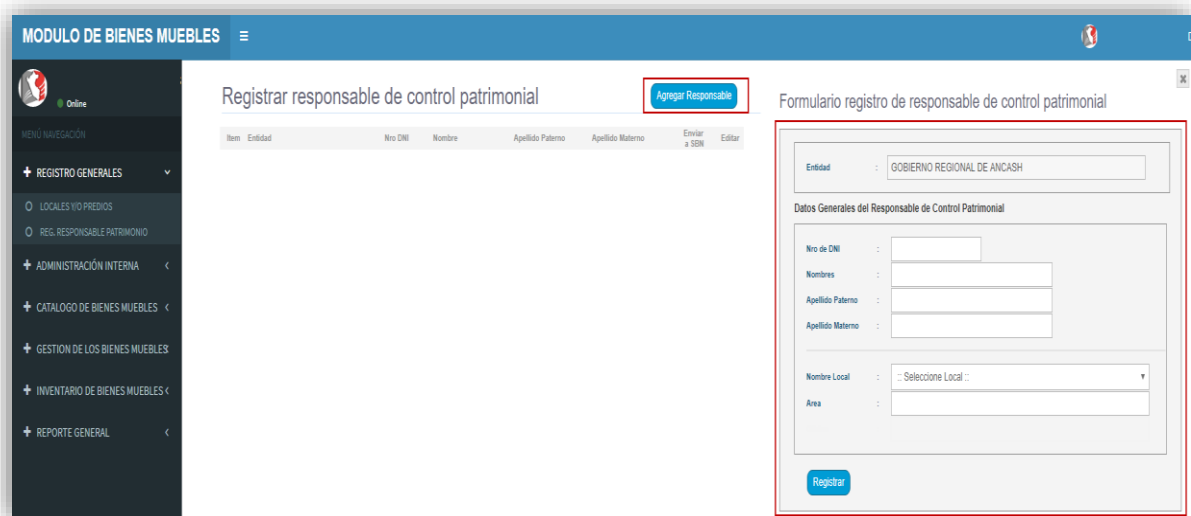 MODULO DE BIENES MUEBLES
Online
MENÚ NAVEGACIÓN
REGISTRO GENERALES
LOCALES Y/O PREDIOS
REG. RESPONSABLE PATRIMONIO
ADMINISTRACIÓN INTERNA
CATALOGO DE BIENES MUEBLES
GESTION DE LOS BIENES MUEBLES
INVENTARIO DE BIENES MUEBLES
REPORTE GENERAL
Registrar responsable de control patrimonial
Agregar Responsable
Item Entidad Nro DNI Nombre Apellido Paterno Apellido Materno Enviar a SBN Editar
Formulario registro de responsable de control patrimonial
Entidad : GOBIERNO REGIONAL DE ANCASH
Datos Generales del Responsable de Control Patrimonial
Nro de DNI :
Nombres :
Apellido Paterno :
Apellido Materno :
Nombre Local : :: Seleccione Local ::
Area :
Registrar